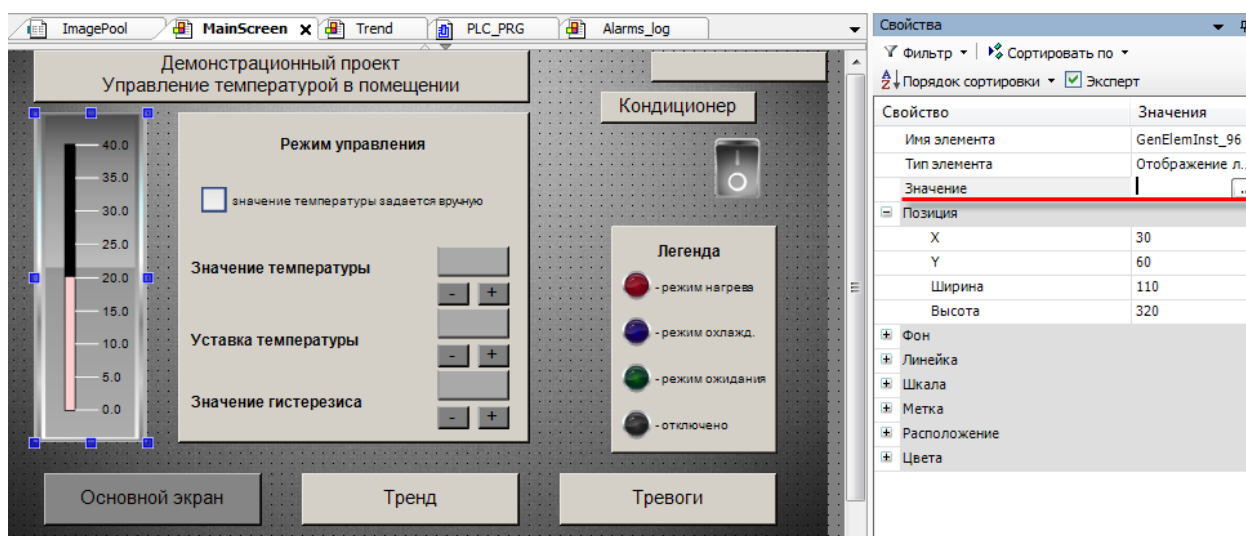 ImagePool MainScreen X Trend PLC_PRG Alarms_log
Свойства
Фильтр Сортировать по
Порядок сортировки Эксперт
Свойство Значения
Имя элемента GenElemInst_96
Тип элемента Отображение л...
Значение ...
Позиция
X 30
Y 60
Ширина 110
Высота 320
Фон
Линейка
Шкала
Метка
Расположение
Цвета
Демонстрационный проект
Управление температурой в помещении
Кондиционер
40.0
35.0
30.0
25.0
20.0
15.0
10.0
5.0
0.0
Режим управления
значение температуры задается вручную
Значение температуры
- +
Уставка температуры
- +
Значение гистерезиса
- +
Легенда
-режим нагрева
-режим охлажд.
-режим ожидания
-отключено
Основной экран Тренд Тревоги